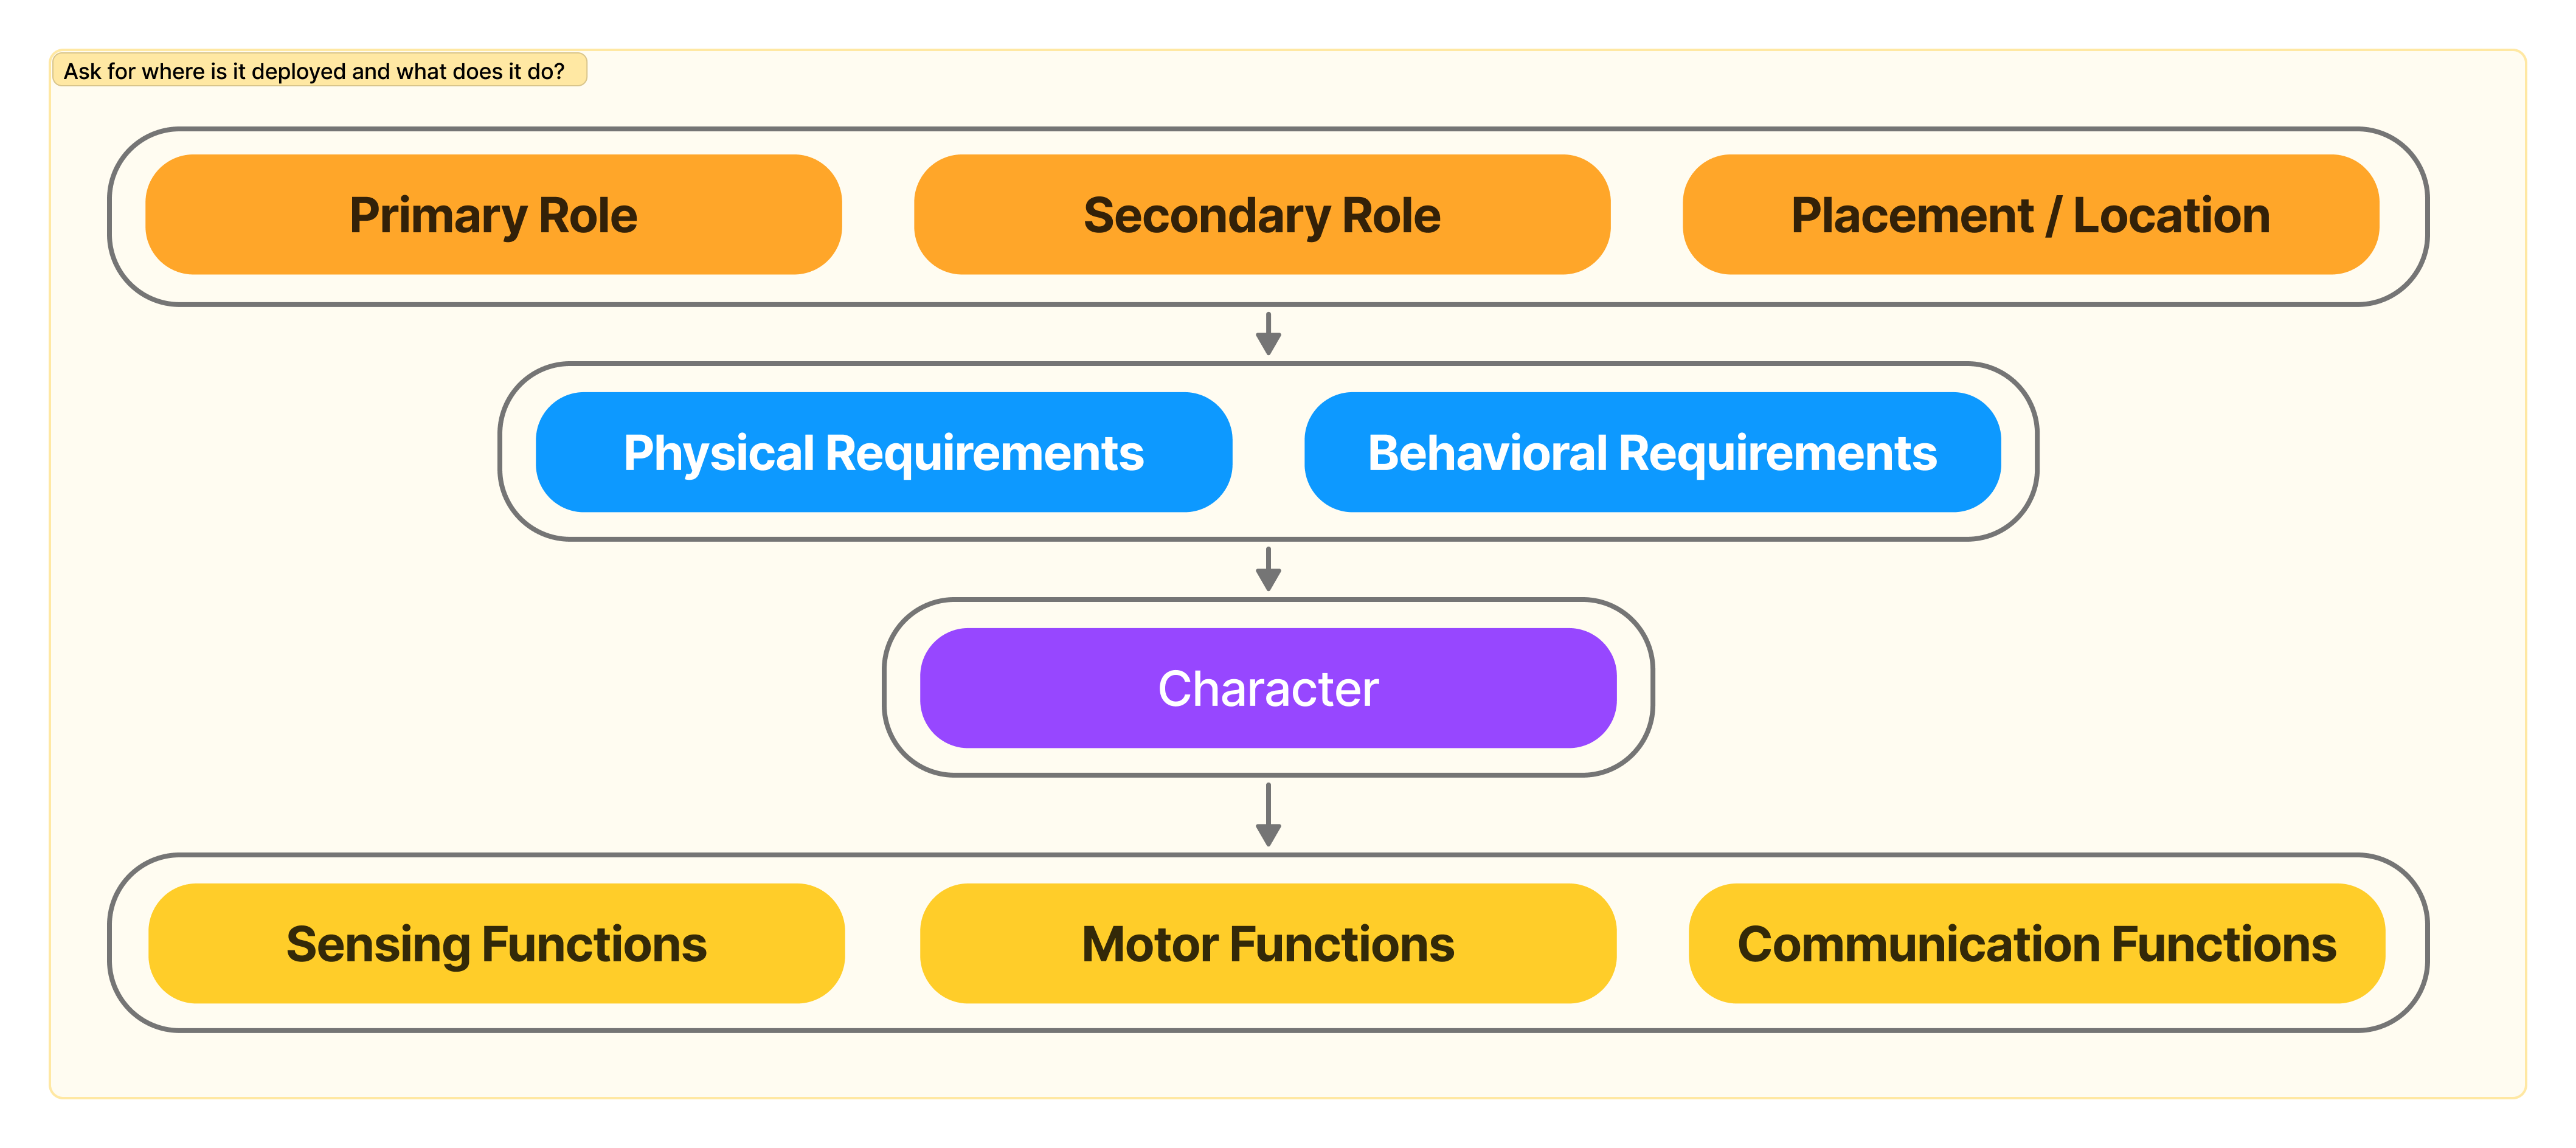 Ask for where is it deployed and what does it do?
Primary Role
Secondary Role
Placement / Location
Physical Requirements
Behavioral Requirements
Character
Sensing Functions
Motor Functions
Communication Functions